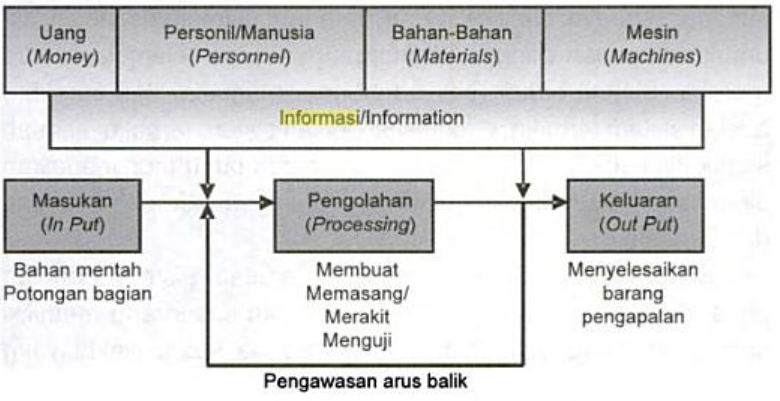 Uang
(Money)
Personil/Manusia
(Personnel)
Bahan-Bahan
(Materials)
Mesin
(Machines)
Informasi/Information
Masukan
(In Put)
Pengolahan
(Processing)
Keluaran
(Out Put)
Bahan mentah
Potongan bagian
Membuat
Memasang/
Merakit
Menguji
Menyelesaikan
barang
pengapalan
Pengawasan arus balik